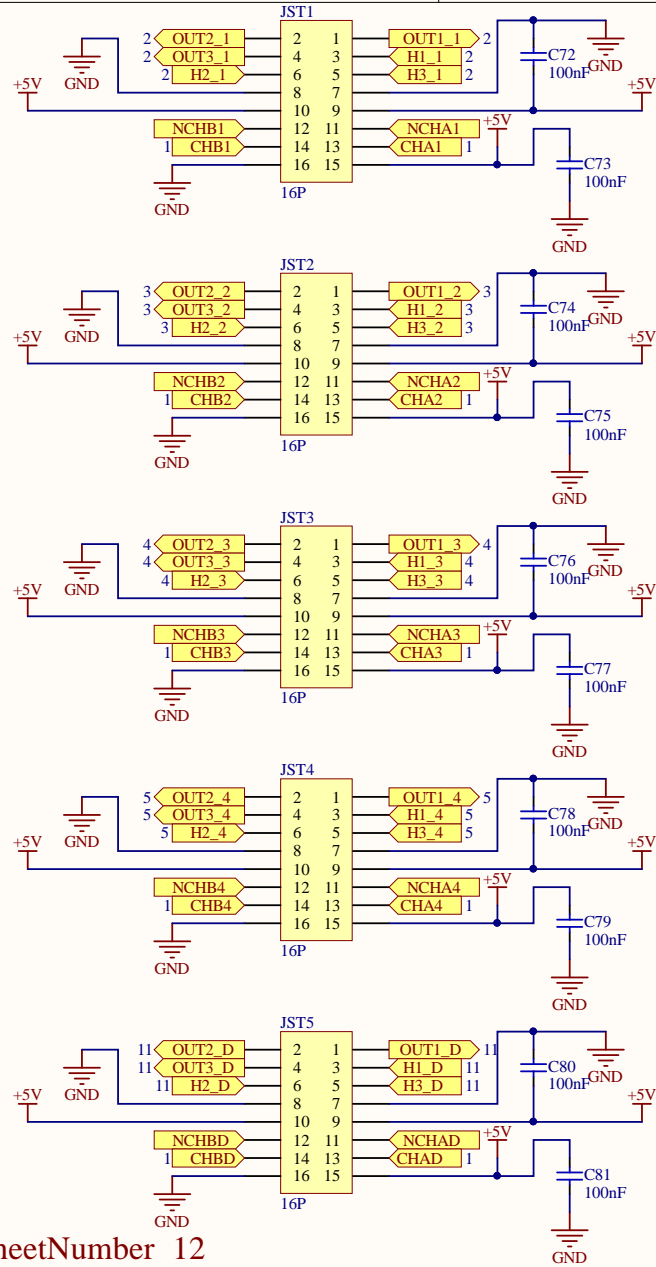 JST1
2 OUT2_1 2 1 OUT1_1 2
2 OUT3_1 4 3 H1_1 2 C72
2 H2_1 6 5 H3_1 2 100nF GND
GND 8 7
+5V 10 9 +5V
NCHB1 12 11 NCHA1 +5V
1 CHB1 14 13 CHA1 1
16 15 C73
GND 16P 100nF
GND
JST2
3 OUT2_2 2 1 OUT1_2 3
3 OUT3_2 4 3 H1_2 3 C74
3 H2_2 6 5 H3_2 3 100nF GND
GND 8 7
+5V 10 9 +5V
NCHB2 12 11 NCHA2 +5V
1 CHB2 14 13 CHA2 1
16 15 C75
GND 16P 100nF
GND
JST3
4 OUT2_3 2 1 OUT1_3 4
4 OUT3_3 4 3 H1_3 4 C76
4 H2_3 6 5 H3_3 4 100nF GND
GND 8 7
+5V 10 9 +5V
NCHB3 12 11 NCHA3 +5V
1 CHB3 14 13 CHA3 1
16 15 C77
GND 16P 100nF
GND
JST4
5 OUT2_4 2 1 OUT1_4 5
5 OUT3_4 4 3 H1_4 5 C78
5 H2_4 6 5 H3_4 5 100nF GND
GND 8 7
+5V 10 9 +5V
NCHB4 12 11 NCHA4 +5V
1 CHB4 14 13 CHA4 1
16 15 C79
GND 16P 100nF
GND
JST5
11 OUT2_D 2 1 OUT1_D 11
11 OUT3_D 4 3 H1_D 11 C80
11 H2_D 6 5 H3_D 11 100nF GND
GND 8 7
+5V 10 9 +5V
NCHBD 12 11 NCHAD +5V
1 CHBD 14 13 CHAD 1
16 15 C81
GND 16P 100nF
GND
heetNumber 12